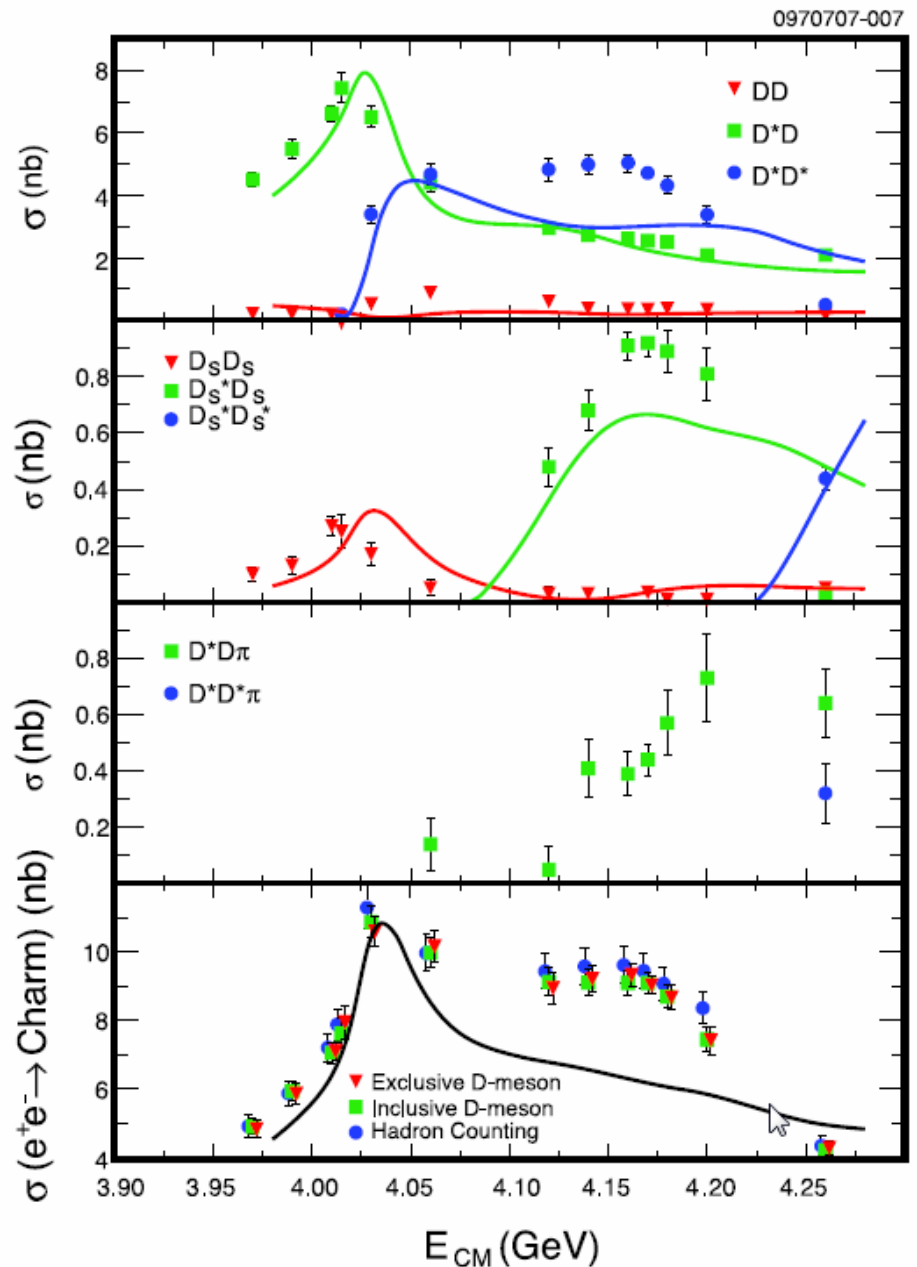 0970707-007
8
6
4
2
σ (nb)
DD
D*D
D*D*
0.8
0.6
0.4
0.2
σ (nb)
DsDs
Ds*Ds
Ds*Ds*
0.8
0.6
0.4
0.2
σ (nb)
D*Dπ
D*D*π
10
8
6
4
σ (e⁺e⁻→ Charm) (nb)
Exclusive D-meson
Inclusive D-meson
Hadron Counting
3.90 3.95 4.00 4.05 4.10 4.15 4.20 4.25
E CM (GeV)